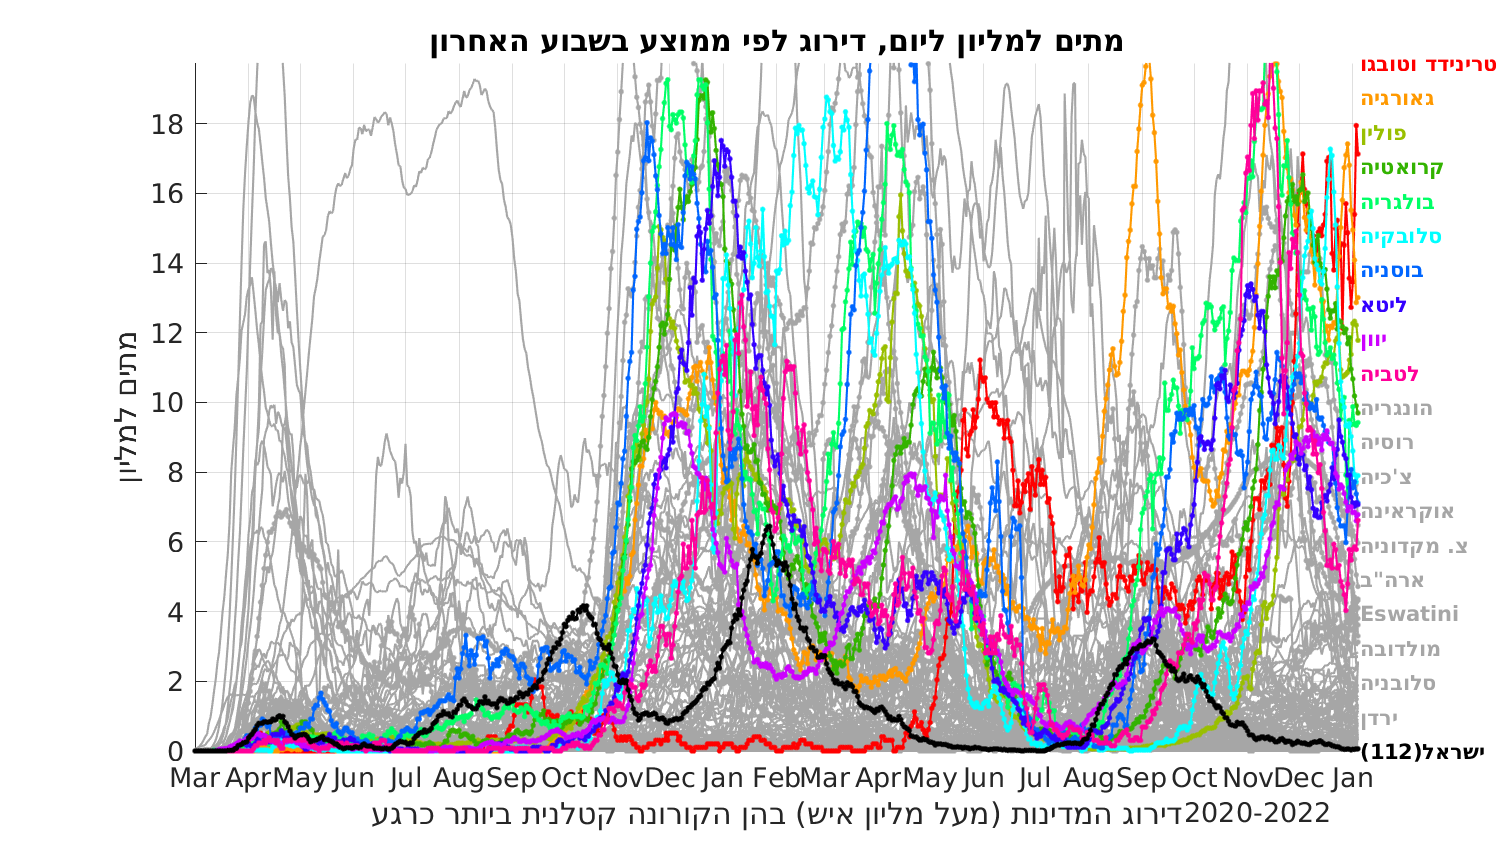 מתים למליון ליום, דירוג לפי ממוצע בשבוע האחרון
מתים למליון
18
16
14
12
10
8
6
4
2
0
Mar Apr May Jun Jul Aug Sep Oct Nov Dec Jan Feb Mar Apr May Jun Jul Aug Sep Oct Nov Dec Jan
דירוג המדינות (מעל מליון איש) בהן הקורונה קטלנית ביותר כרגע 2020-2022
טרינידד וטובגו
גאורגיה
פולין
קרואטיה
בולגריה
סלובקיה
בוסניה
ליטא
יוון
לטביה
הונגריה
רוסיה
צ'כיה
אוקראינה
צ. מקדוניה
ארה"ב
Eswatini
מולדובה
סלובניה
ירדן
ישראל(112)